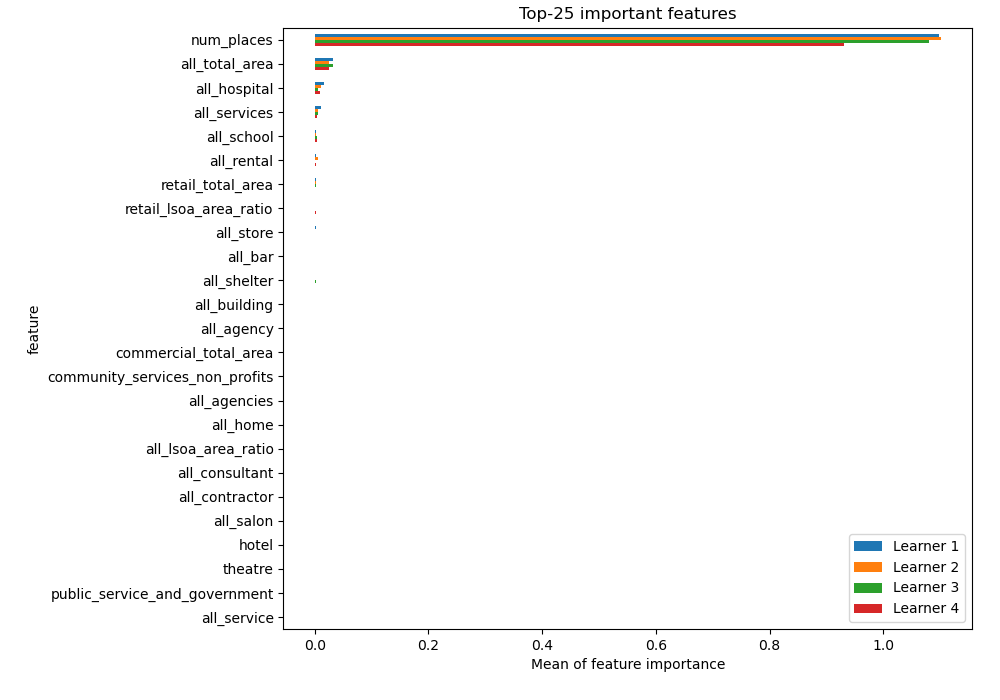 Top-25 important features
feature
num_places
all_total_area
all_hospital
all_services
all_school
all_rental
retail_total_area
retail_lsoa_area_ratio
all_store
all_bar
all_shelter
all_building
all_agency
commercial_total_area
community_services_non_profits
all_agencies
all_home
all_lsoa_area_ratio
all_consultant
all_contractor
all_salon
hotel
theatre
public_service_and_government
all_service
Learner 1
Learner 2
Learner 3
Learner 4
0.0 0.2 0.4 0.6 0.8 1.0
Mean of feature importance